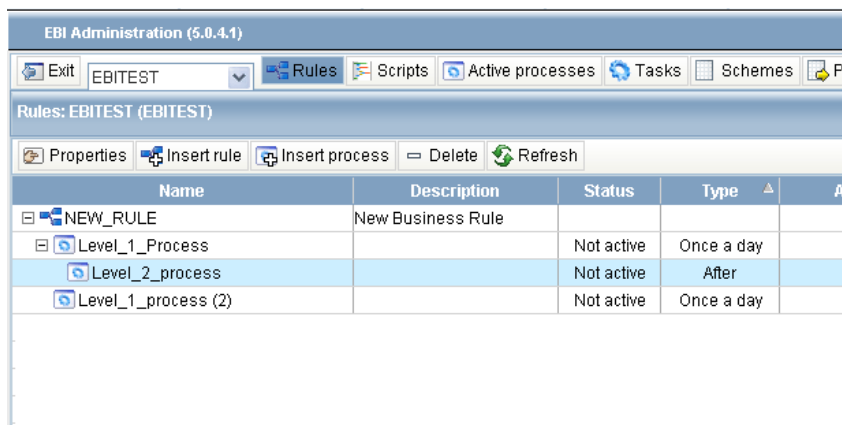 EBI Administration (5.0.4.1)
Exit EBITEST Rules Scripts Active processes Tasks Schemes P
Rules: EBITEST (EBITEST)
Properties Insert rule Insert process Delete Refresh
Name Description Status Type A
NEW_RULE New Business Rule
Level_1_Process Not active Once a day
Level_2_process Not active After
Level_1_process (2) Not active Once a day